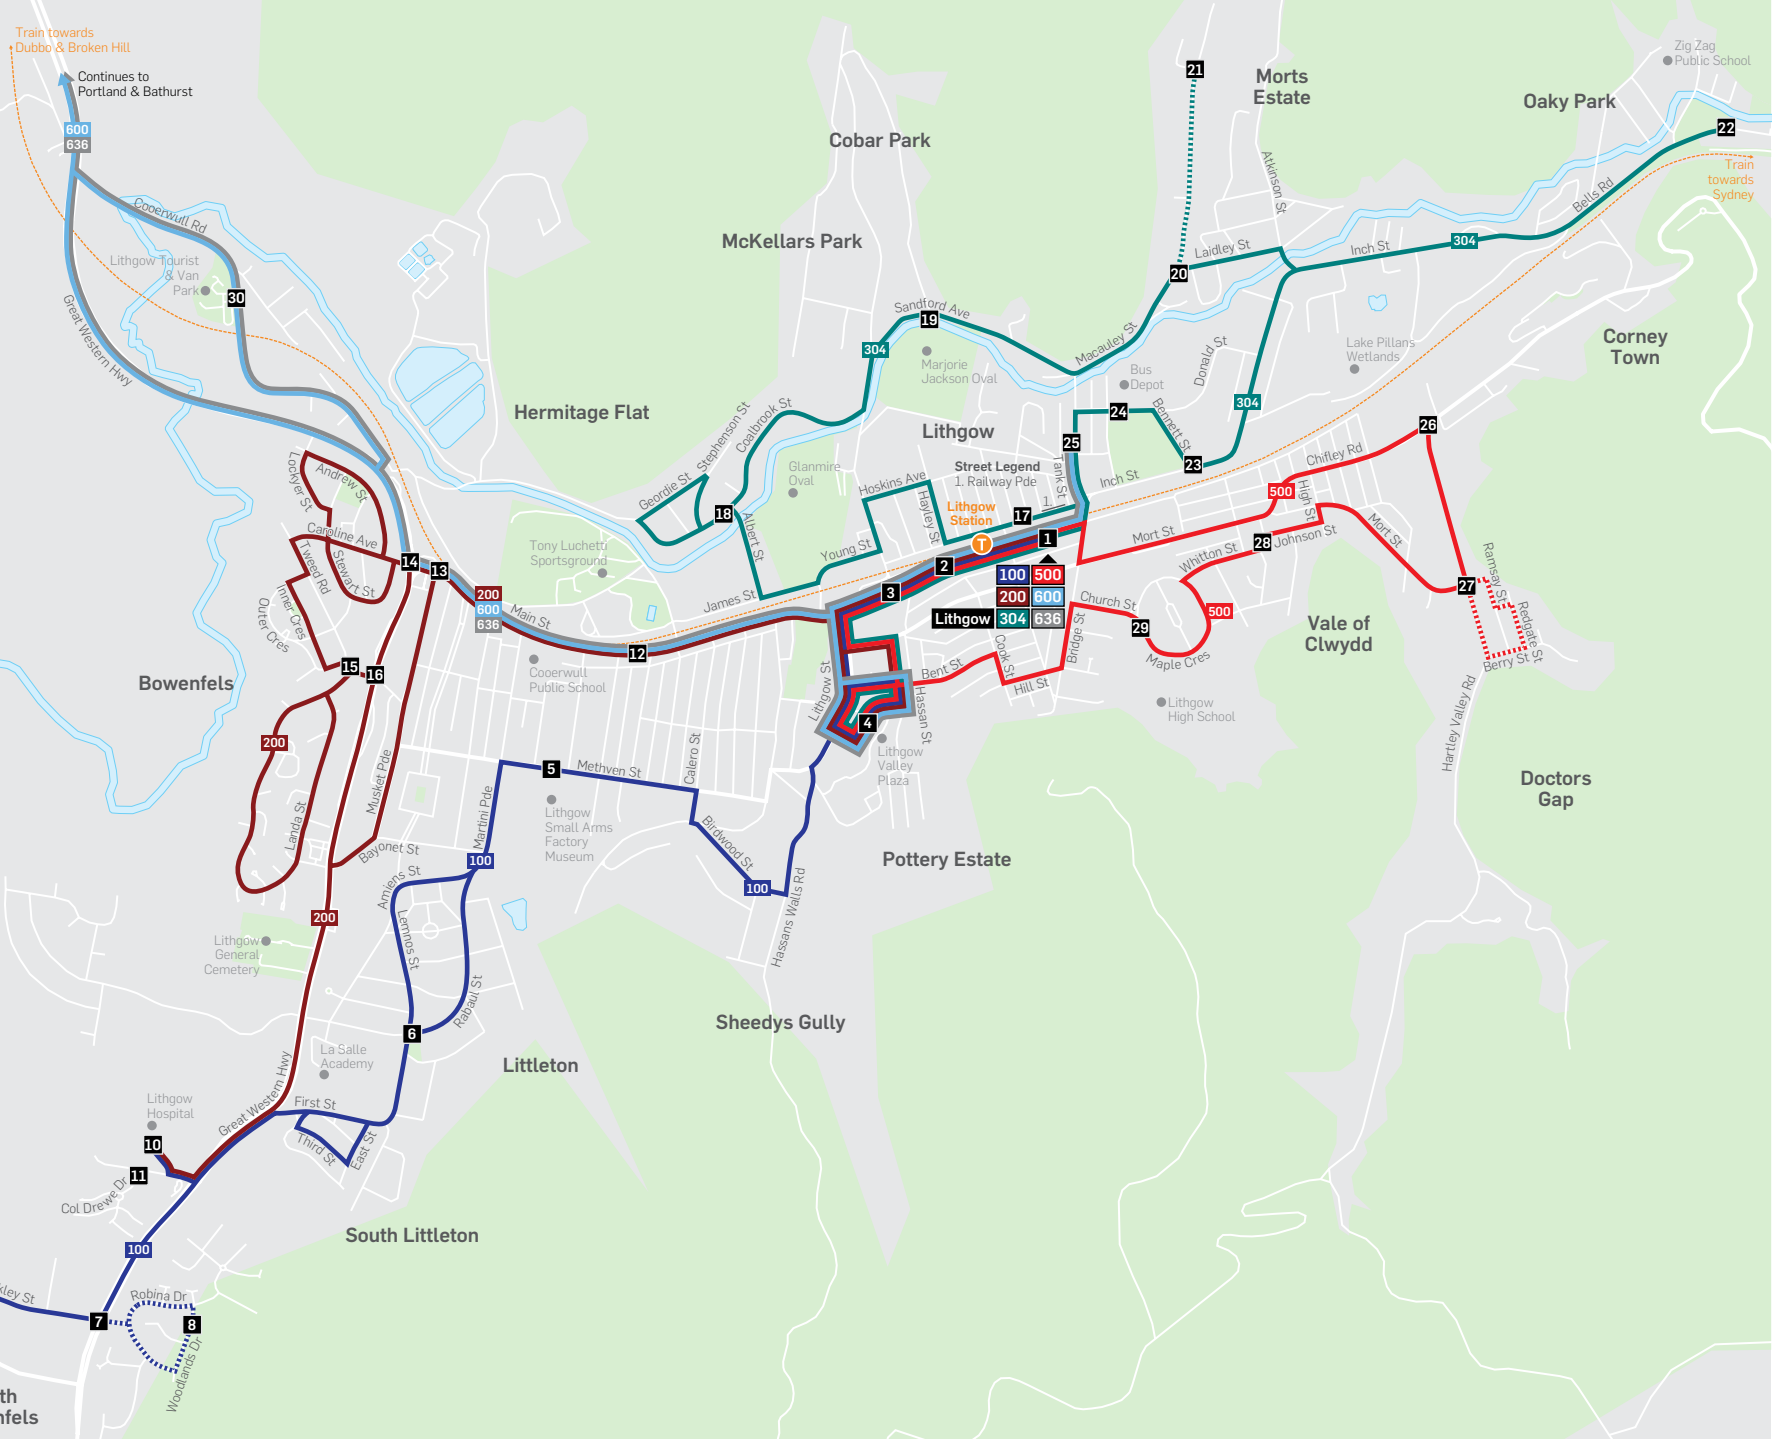 Train towards
Dubbo & Broken Hill
Continues to
Portland & Bathurst
600
636
Cooerwull Rd
Lithgow Tourist
& Van
Park
30
Great Western Hwy
21
Morts
Estate
Oaky Park
Zig Zag
Public School
22
Train
towards
Sydney
Cobar Park
McKellars Park
Atkinson St
Laidley St
20
Inch St
304
Bells Rd
Sandford Ave
19
304
Marjorie
Jackson Oval
Macauley St
Bus
Depot
Donald St
Lake Pillans
Wetlands
Corney
Town
Hermitage Flat
Stephenson St
Coalbrook St
Geordie St
Glanmire
Oval
18
Albert St
Lithgow
24
25
Bennett St
23
304
26
Street Legend
1. Railway Pde
Tank St
Inch St
1
Hoskins Ave
Hayley St
Lithgow
Station
T
17
Young St
Chifley Rd
500
High St
Mort St
28
Johnson St
Mort St
Whitton St
Lockyer St
Andrew St
Caroline Ave
Tweed Rd
Stewart St
Inner Cres
Outer Cres
14
13
200
600
636
Main St
Tony Luchetti
Sportsground
James St
12
3
2
1
100
500
200
600
Lithgow
304
636
Church St
29
500
Maple Cres
Bridge St
Cook St
Hill St
Bent St
27
Ramsay St
Redgate St
Berry St
Vale of
Clwydd
Hartley Valley Rd
Lithgow
High School
Bowenfels
15
16
Cooerwull
Public School
Lithgow St
Hassan St
4
Lithgow
Valley
Plaza
200
Landa St
Musket Pde
Bayonet St
5
Methven St
Calero St
Martini Pde
Lithgow
Small Arms
Factory
Museum
Birdwood St
100
100
Hassans Walls Rd
Pottery Estate
Doctors
Gap
Amiens St
Lemnos St
Rabaul St
200
Lithgow
General
Cemetery
6
Sheedys Gully
Littleton
La Salle
Academy
Great Western Hwy
First St
Third St
East St
Lithgow
Hospital
10
11
Col Drewe Dr
South Littleton
100
kley St
7
Robina Dr
8
Woodlands Dr
th
nfels